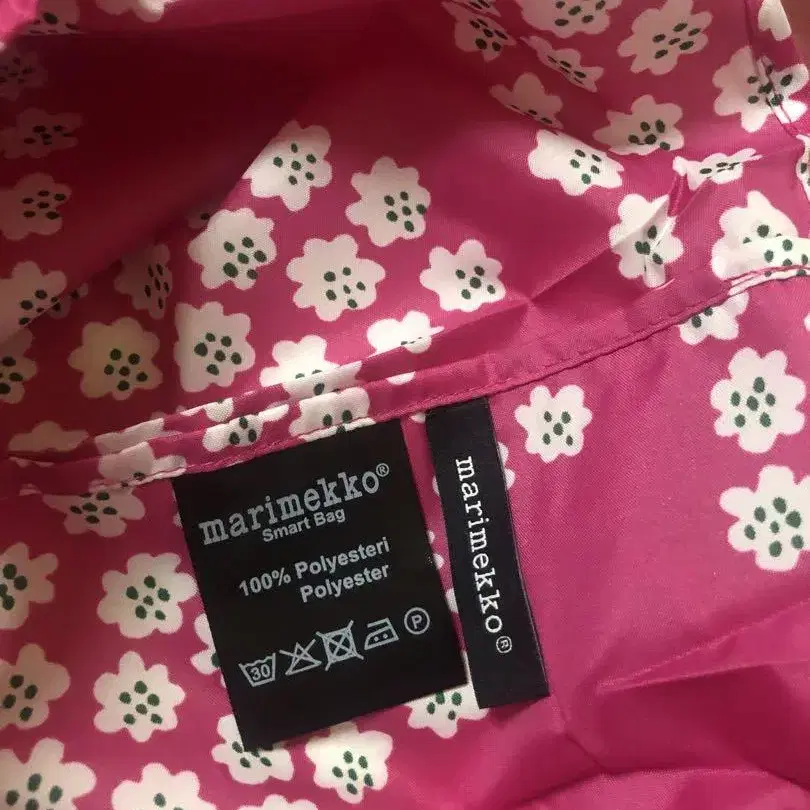 marimekko®
Smart Bag
100% Polyesteri
Polyester
30 P
marimekko®